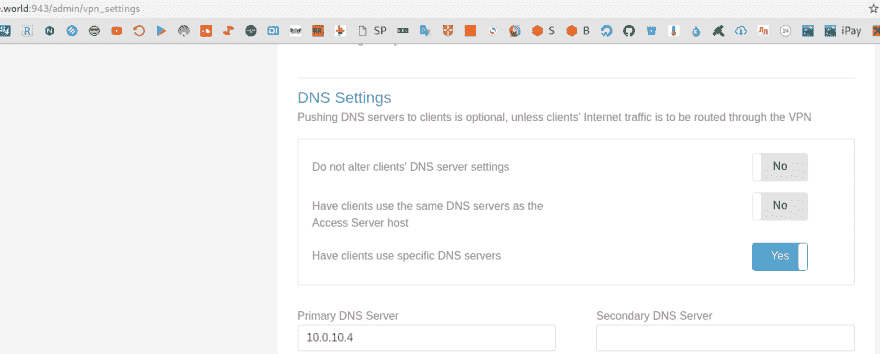 .world:943/admin/vpn_settings
SP
S
B
iPay
DNS Settings
Pushing DNS servers to clients is optional, unless clients' Internet traffic is to be routed through the VPN
Do not alter clients' DNS server settings
No
Have clients use the same DNS servers as the
Access Server host
No
Have clients use specific DNS servers
Yes
Primary DNS Server
Secondary DNS Server
10.0.10.4